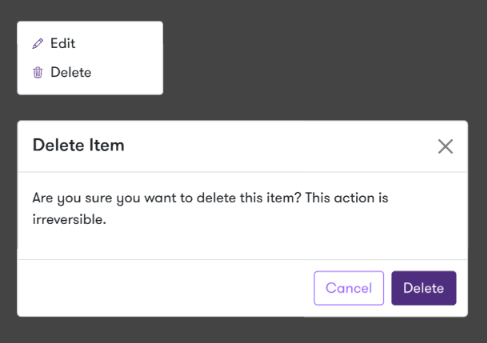 Edit
Delete
Delete Item
Are you sure you want to delete this item? This action is
irreversible.
Cancel
Delete